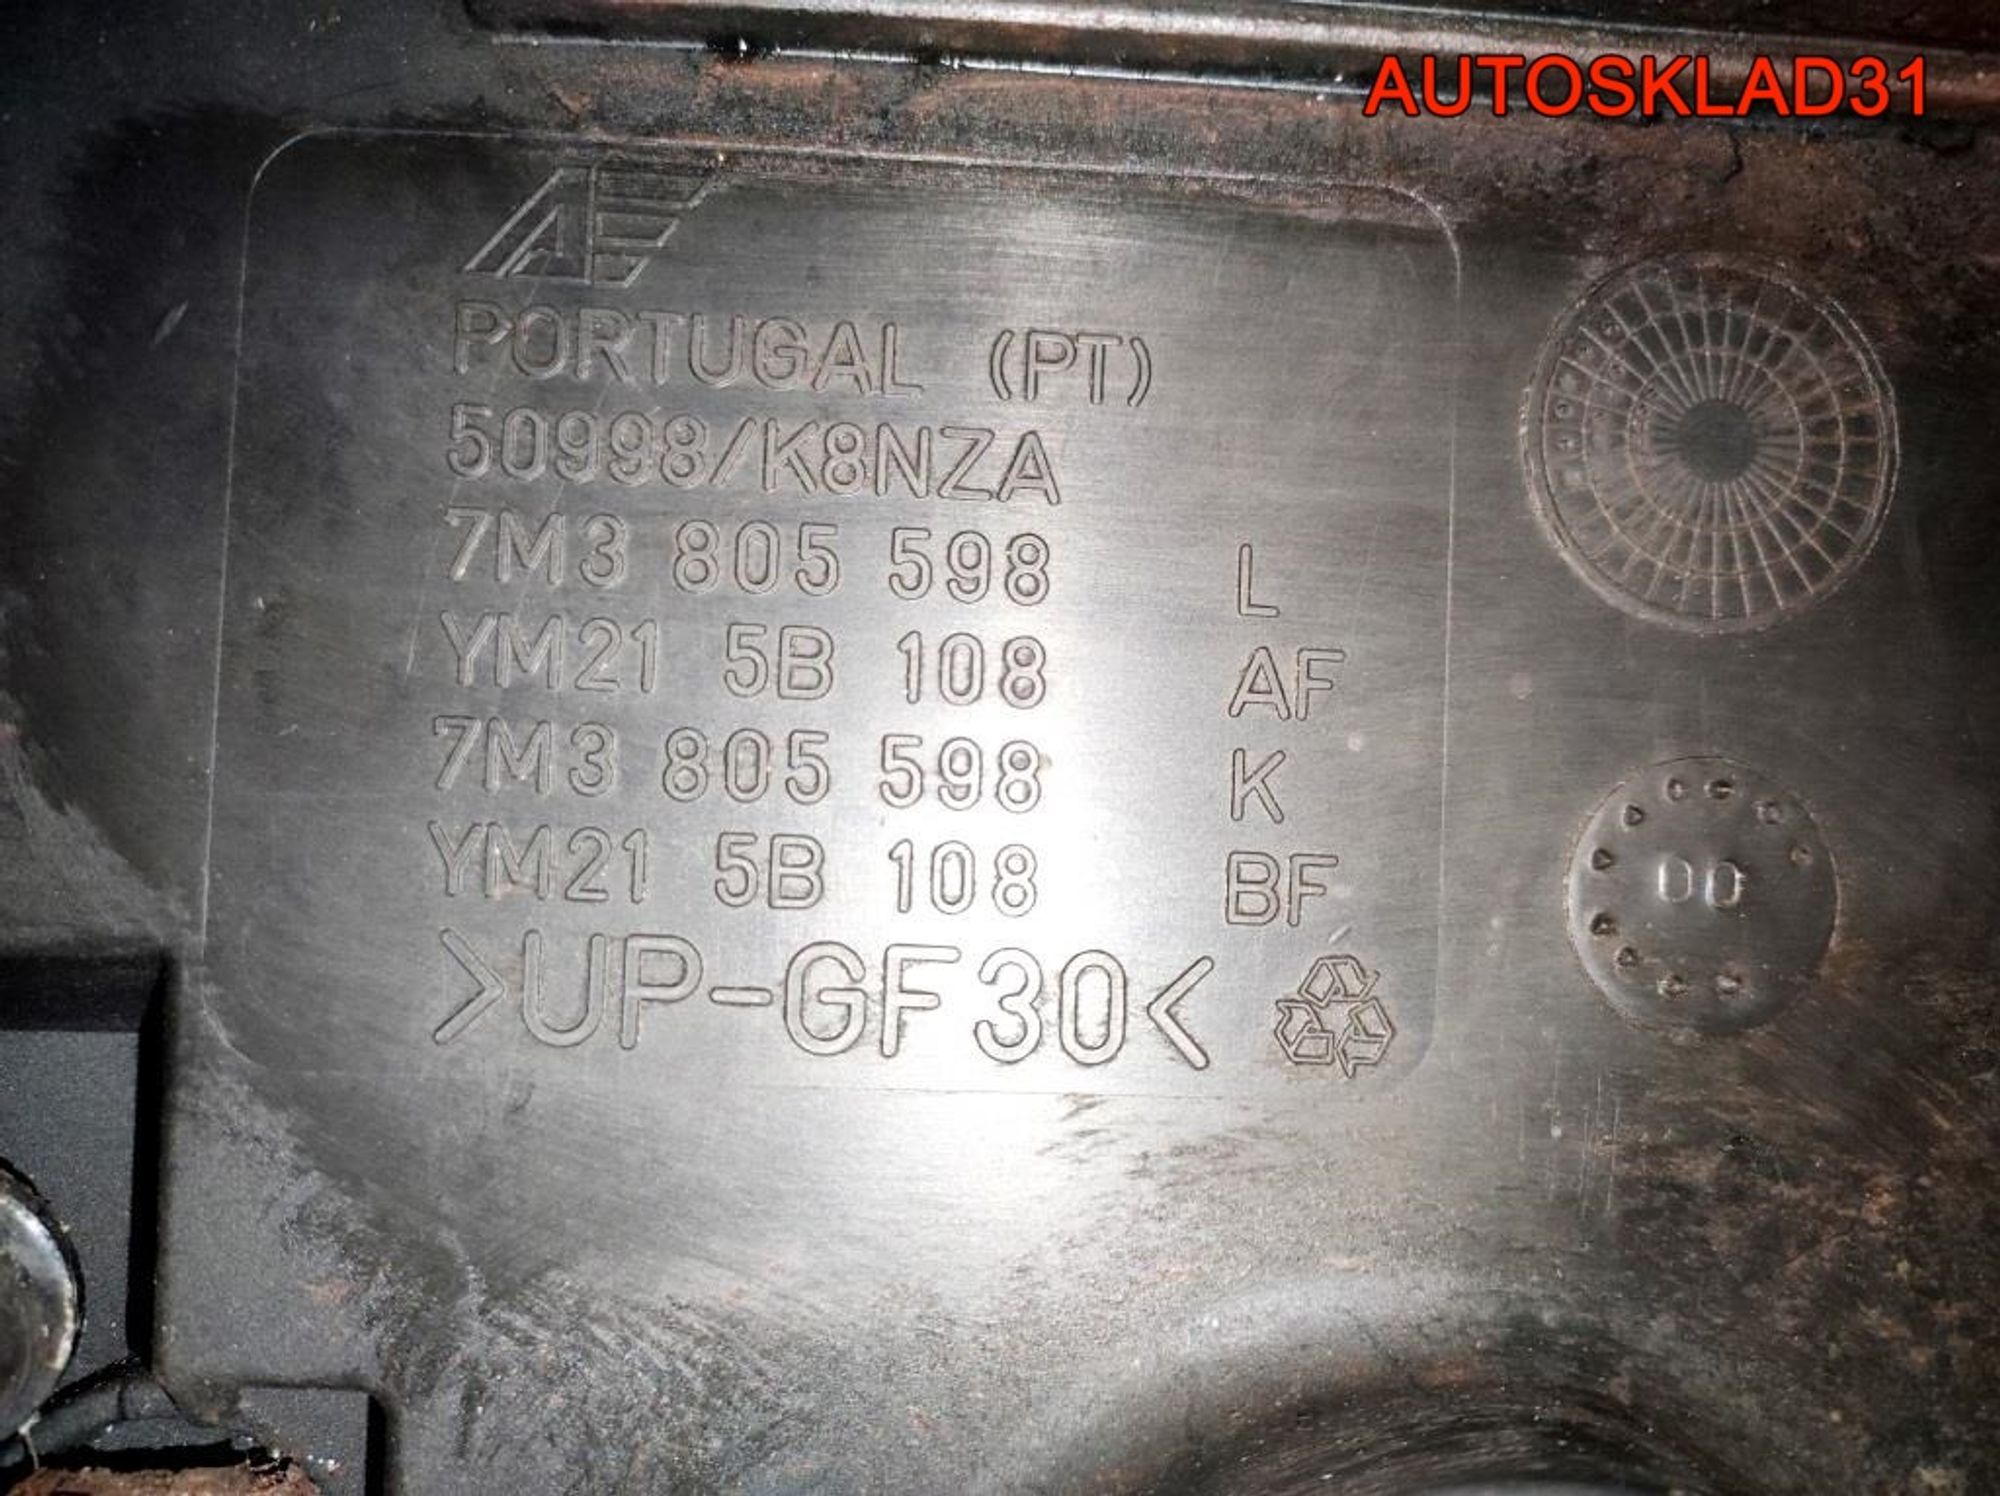 AUTOSKLAD31
AE
PORTUGAL (PT)
50998/K8NZA
7M3 805 598 L
YM21 5B 108 AF
7M3 805 598 K
YM21 5B 108 BF
>UP-GF30<
00